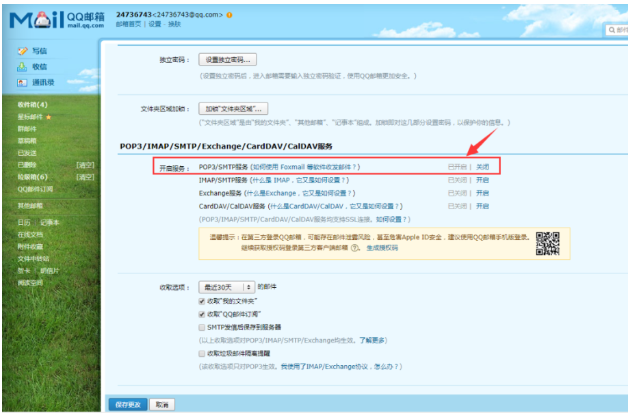 Mail QQ邮箱 mail.qq.com
24736743<24736743@qq.com>
邮箱首页 | 设置 - 换肤
写信
收信
通讯录
收件箱(4)
星标邮件
群邮件
草稿箱
已发送
已删除 [清空]
垃圾箱(6) [清空]
QQ邮件订阅
其他邮箱
日历 记事本
在线文档
附件收藏
文件中转站
贺卡 明信片
阅读空间
独立密码: 设置独立密码...
(设置独立密码后,进入邮箱需要输入独立密码验证,使用QQ邮箱更加安全。)
文件夹区域加锁: 加锁"文件夹区域"...
("文件夹区域"是由"我的文件夹"、"其他邮箱"、"记事本"组成。加锁即对这几部分设置密码,以保护你的信息。)
POP3/IMAP/SMTP/Exchange/CardDAV/CalDAV服务
开启服务: POP3/SMTP服务 (如何使用 Foxmail 等软件收发邮件?) 已开启 | 关闭
IMAP/SMTP服务 (什么是 IMAP,它又是如何设置?) 已关闭 | 开启
Exchange服务 (什么是Exchange,它又是如何设置?) 已关闭 | 开启
CardDAV/CalDAV服务 (什么是CardDAV/CalDAV,它又是如何设置?) 已关闭 | 开启
(POP3/IMAP/SMTP/CardDAV/CalDAV服务均支持SSL连接。如何设置?)
温馨提示:在第三方登录QQ邮箱,可能存在邮件泄露风险,甚至危害Apple ID安全,建议使用QQ邮箱手机版登录。
继续获取授权码登录第三方客户端邮箱 。 生成授权码
收取选项: 最近30天 的邮件
收取"我的文件夹"
收取"QQ邮件订阅"
SMTP发信后保存到服务器
(以上收取选项对POP3/IMAP/SMTP/Exchange均生效。了解更多)
收取垃圾邮件隔离提醒
(该收取选项只对POP3生效。我使用了IMAP/Exchange协议,怎么办?)
保存更改 取消